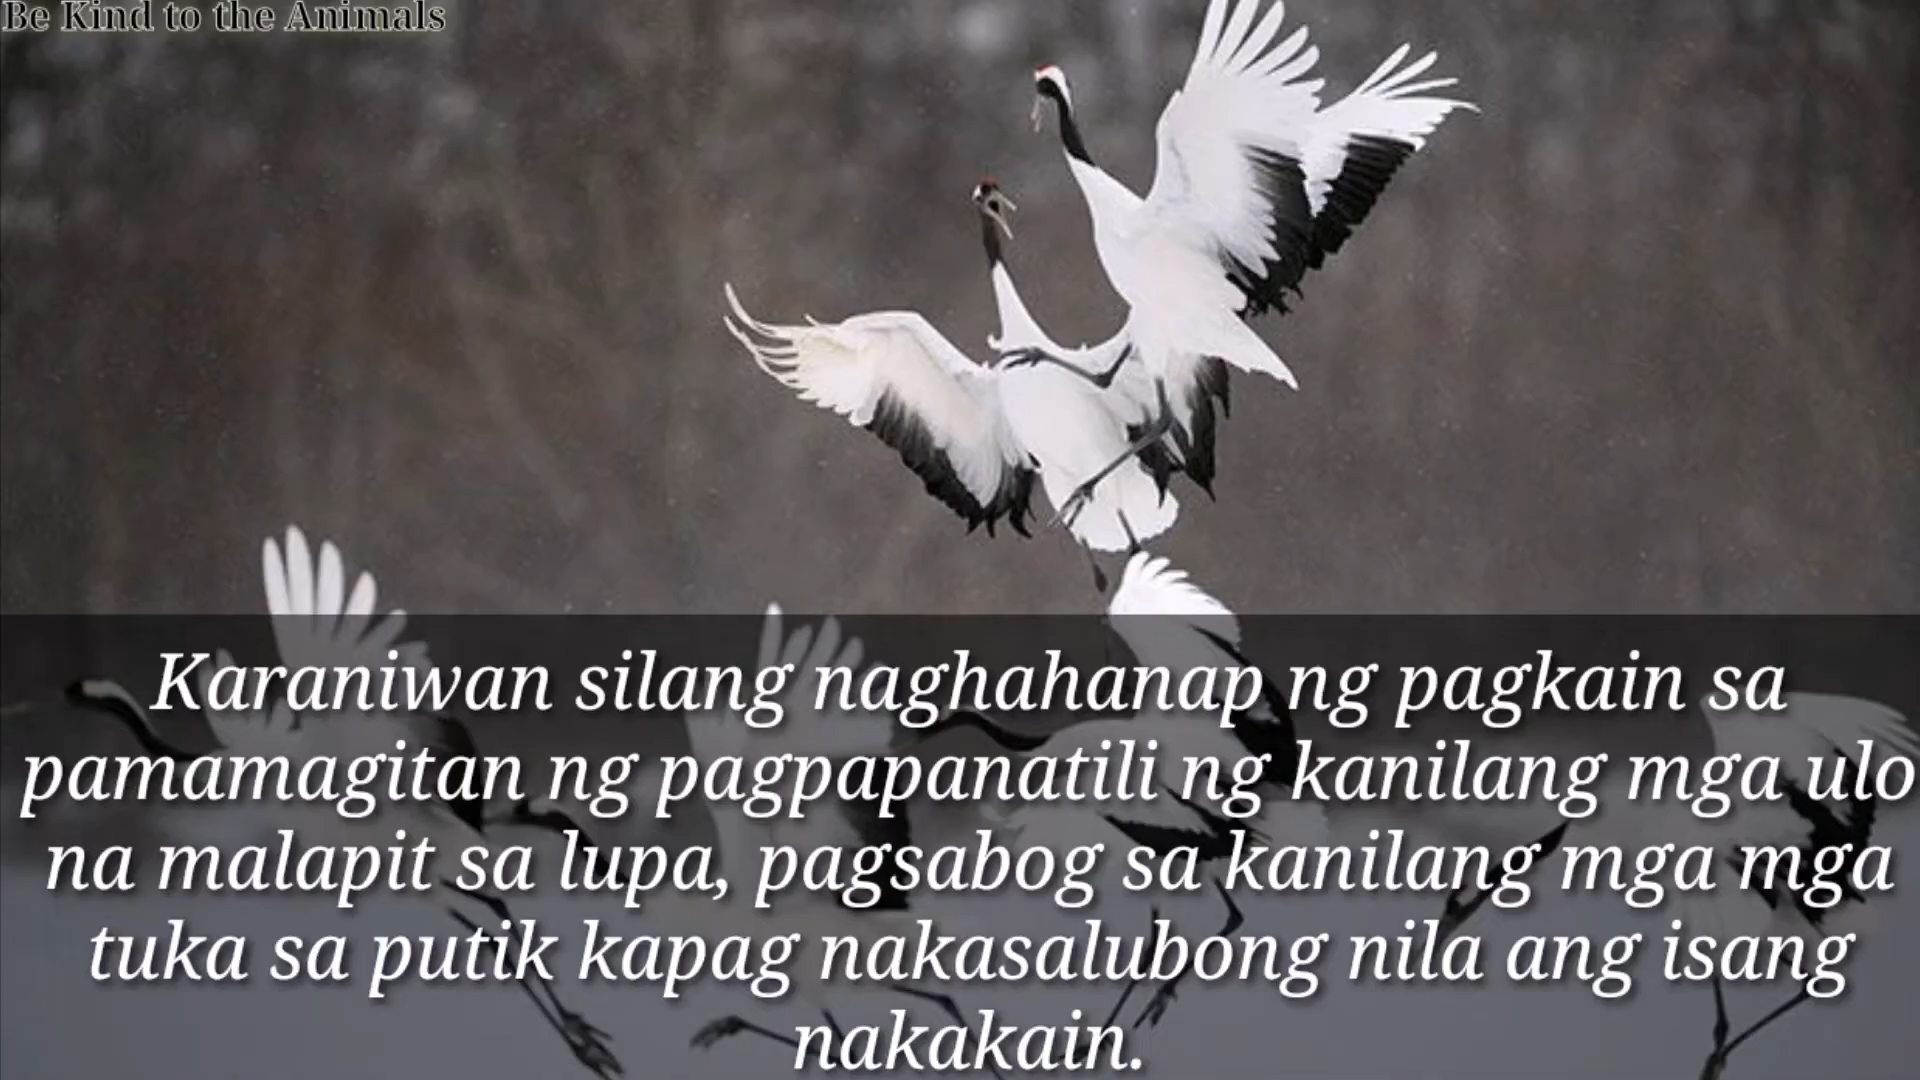 Be Kind to the Animals
Karaniwan silang naghahanap ng pagkain sa
pamamagitan ng pagpapanatili ng kanilang mga ulo
na malapit sa lupa, pagsabog sa kanilang mga mga
tuka sa putik kapag nakasalubong nila ang isang
nakakain.